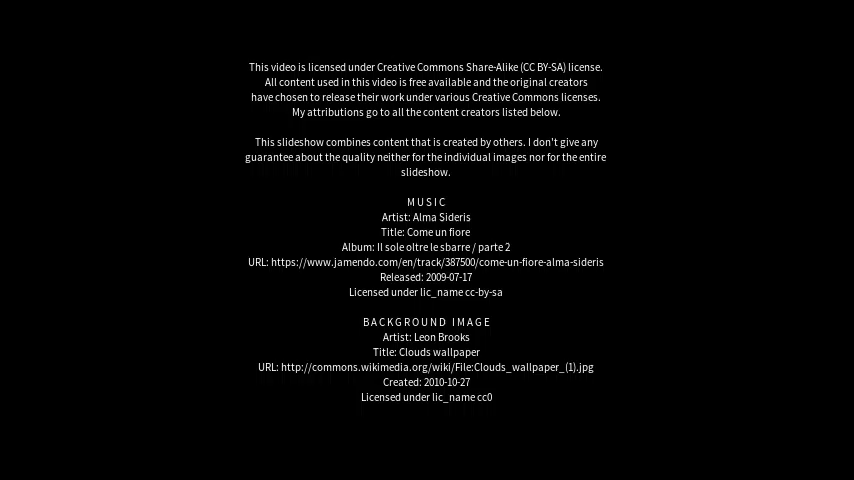 This video is licensed under Creative Commons Share-Alike (CC BY-SA) license.
All content used in this video is free available and the original creators
have chosen to release their work under various Creative Commons licenses.
My attributions go to all the content creators listed below.
This slideshow combines content that is created by others. I don't give any
guarantee about the quality neither for the individual images nor for the entire
slideshow.
MUSIC
Artist: Alma Sideris
Title: Come un fiore
Album: Il sole oltre le sbarre / parte 2
URL: https://www.jamendo.com/en/track/387500/come-un-fiore-alma-sideris
Released: 2009-07-17
Licensed under lic_name cc-by-sa
BACKGROUND IMAGE
Artist: Leon Brooks
Title: Clouds wallpaper
URL: http://commons.wikimedia.org/wiki/File:Clouds_wallpaper_(1).jpg
Created: 2010-10-27
Licensed under lic_name cc0